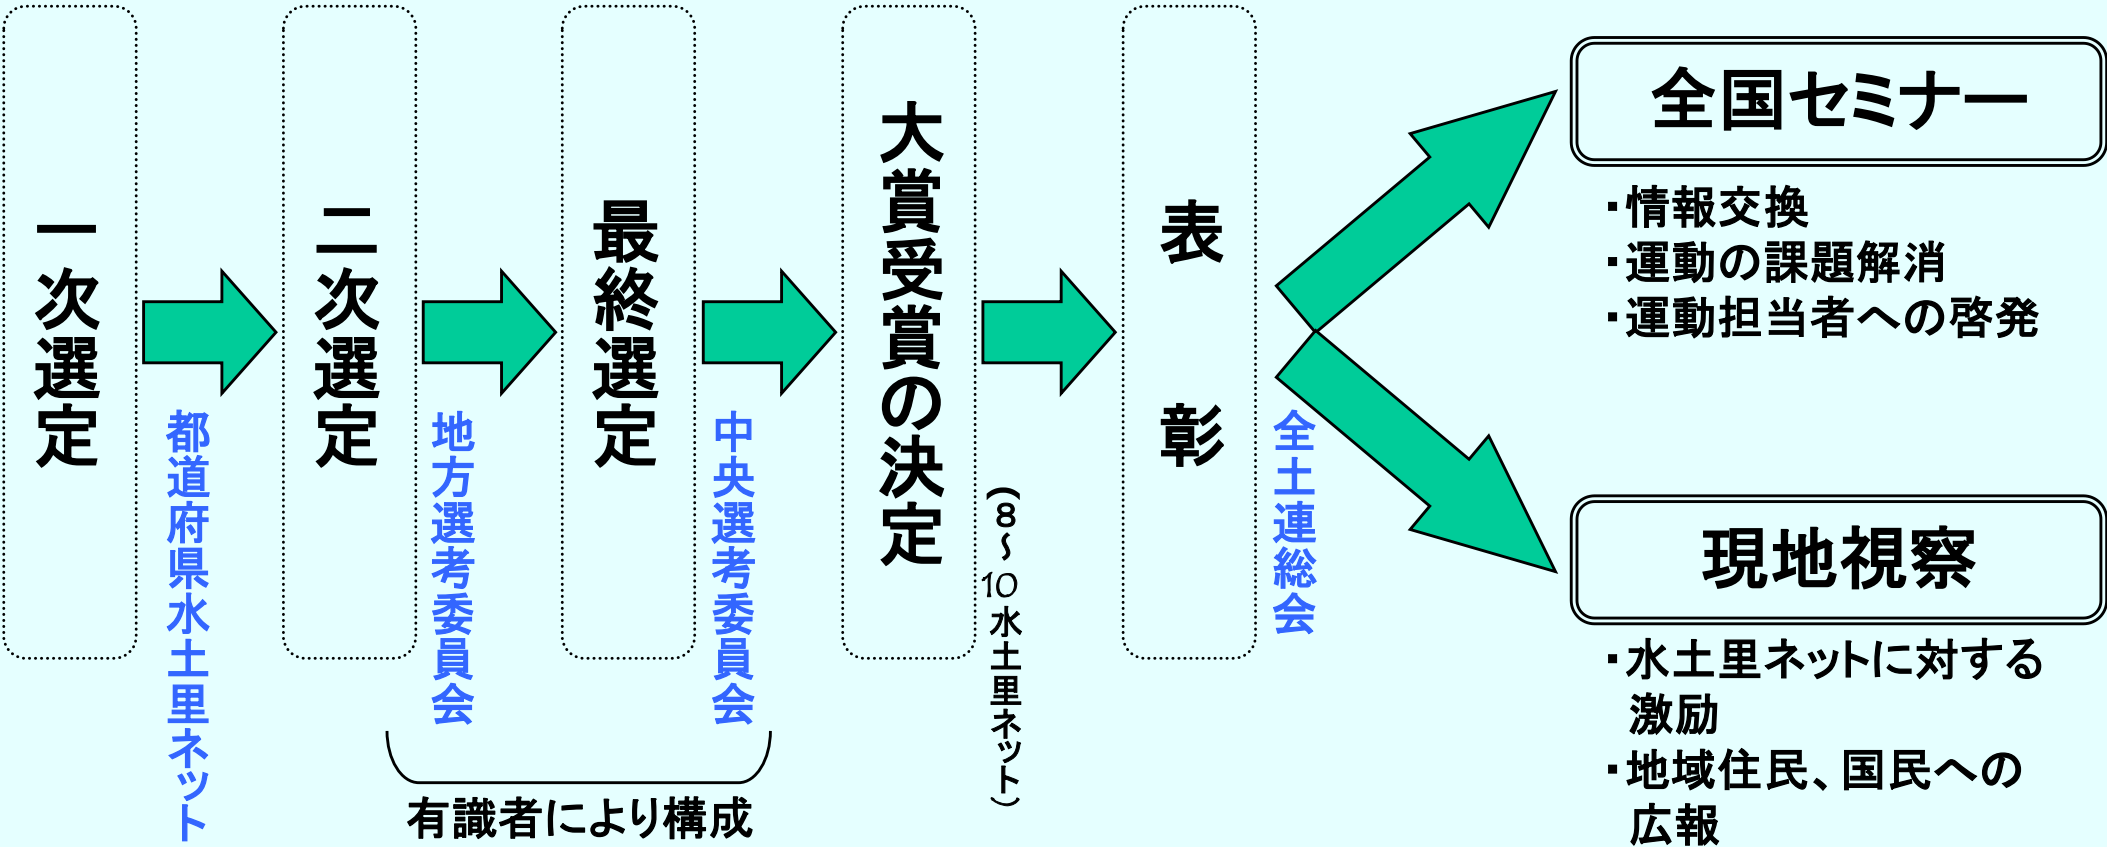 一次選定
都道府県水土里ネット
二次選定
地方選考委員会
最終選定
中央選考委員会
有識者により構成
大賞受賞の決定
（８～10水土里ネット）
表彰
全土連総会
全国セミナー
・情報交換
・運動の課題解消
・運動担当者への啓発
現地視察
・水土里ネットに対する
激励
・地域住民、国民への
広報